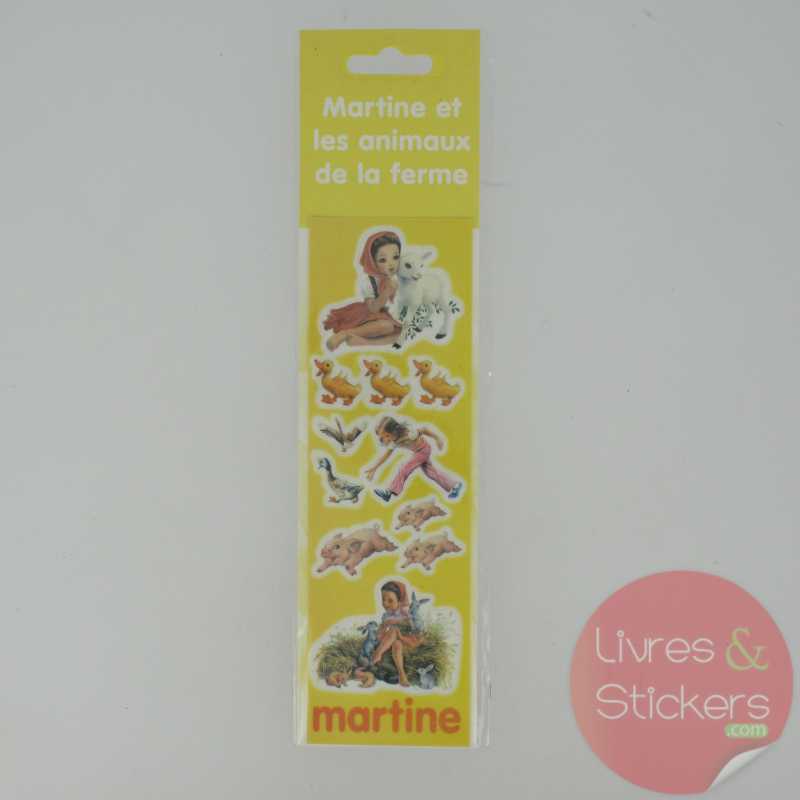 Martine et
les animaux
de la ferme
martine
Livres &
Stickers
.com